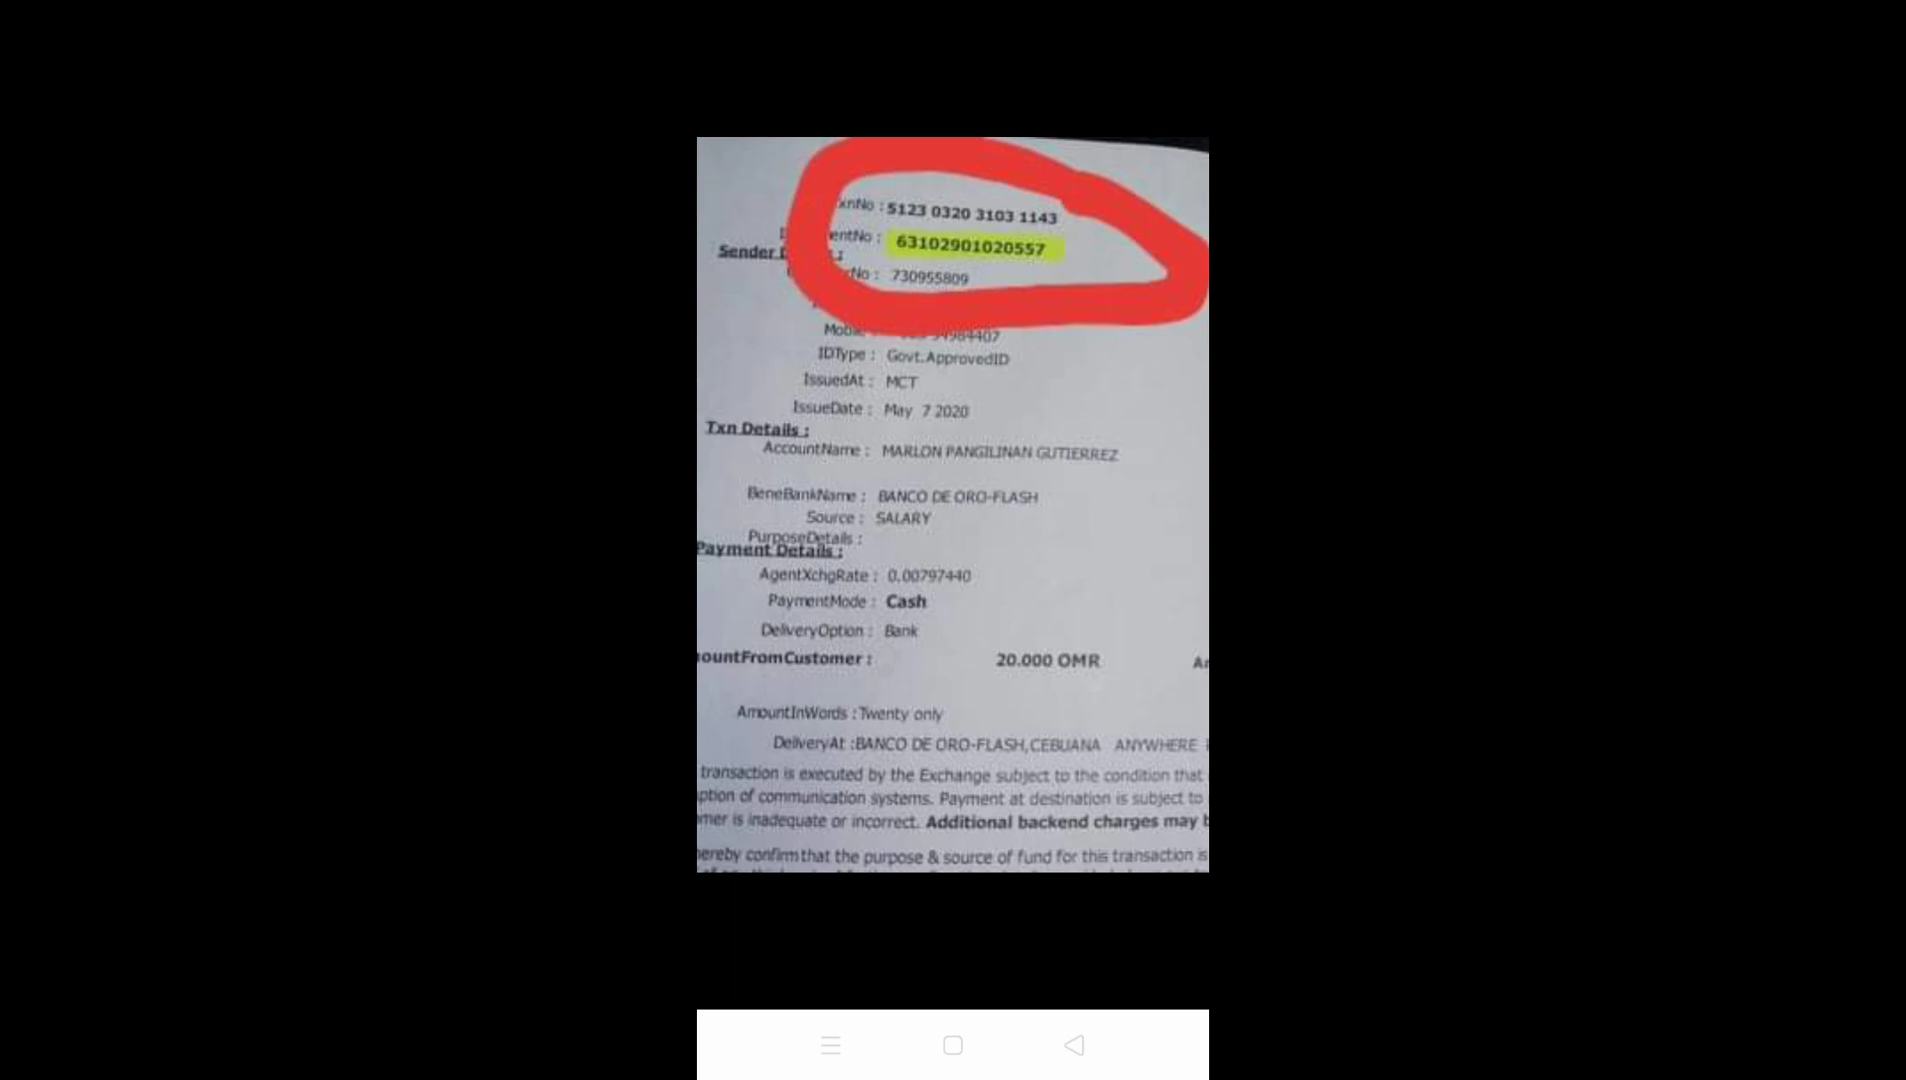 xnNo : 5123 0320 3103 1143
entNo : 63102901020557
Sender
No : 730955809
4407
IDType : Govt.ApprovedID
IssuedAt : MCT
IssueDate : May 7 2020
Txn Details :
AccountName : MARLON PANGILINAN GUTIERREZ
BeneBankName : BANCO DE ORO-FLASH
Source : SALARY
PurposeDetails :
Payment Details :
AgentXchgRate : 0.00797440
PaymentMode : Cash
DeliveryOption : Bank
ountFromCustomer : 20.000 OMR
AmountInWords : Twenty only
DeliveryAt :BANCO DE ORO-FLASH,CEBUANA ANYWHERE
transaction is executed by the Exchange subject to the condition that
ption of communication systems. Payment at destination is subject to
mer is inadequate or incorrect. Additional backend charges may
ereby confirm that the purpose & source of fund for this transaction is